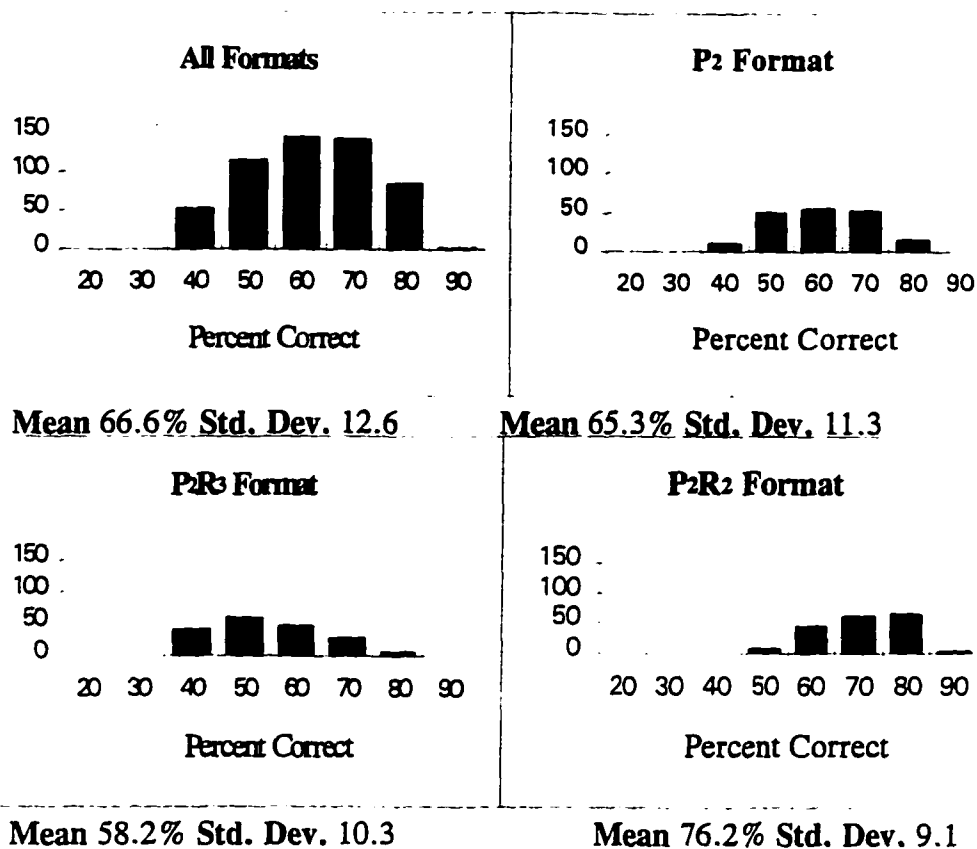 All Formats
150
100
50
0
20 30 40 50 60 70 80 90
Percent Correct
Mean 66.6% Std. Dev. 12.6
P2 Format
150
100
50
0
20 30 40 50 60 70 80 90
Percent Correct
Mean 65.3% Std. Dev. 11.3
P2R3 Format
150
100
50
0
20 30 40 50 60 70 80 90
Percent Correct
Mean 58.2% Std. Dev. 10.3
P2R2 Format
150
100
50
0
20 30 40 50 60 70 80 90
Percent Correct
Mean 76.2% Std. Dev. 9.1